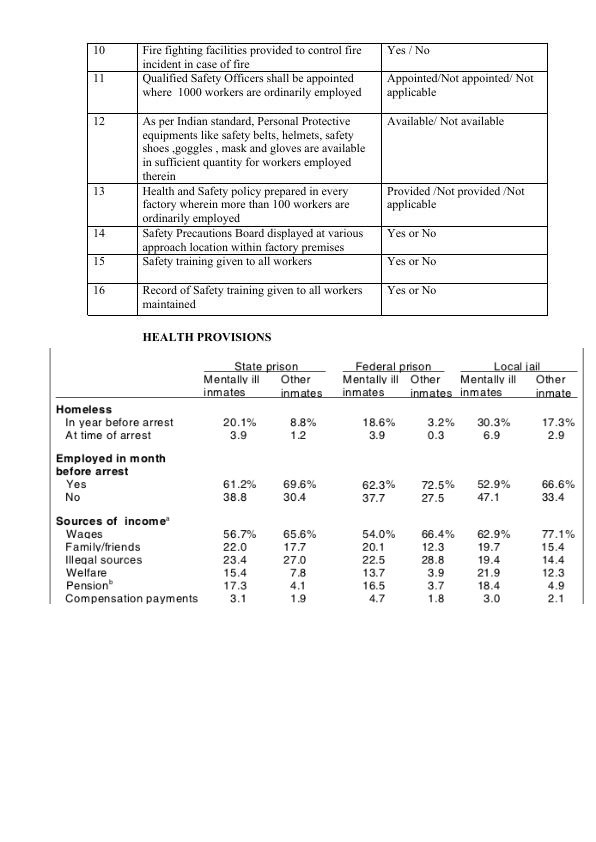 10 Fire fighting facilities provided to control fire Yes / No
incident in case of fire
11 Qualified Safety Officers shall be appointed Appointed/Not appointed/ Not
where 1000 workers are ordinarily employed applicable
12 As per Indian standard, Personal Protective Available/ Not available
equipments like safety belts, helmets, safety
shoes ,goggles , mask and gloves are available
in sufficient quantity for workers employed
therein
13 Health and Safety policy prepared in every Provided /Not provided /Not
factory wherein more than 100 workers are applicable
ordinarily employed
14 Safety Precautions Board displayed at various Yes or No
approach location within factory premises
15 Safety training given to all workers Yes or No
16 Record of Safety training given to all workers Yes or No
maintained
HEALTH PROVISIONS
State prison Federal prison Local jail
Mentally ill Other Mentally ill Other Mentally ill Other
inmates inmates inmates inmates inmates inmate
Homeless
In year before arrest 20.1% 8.8% 18.6% 3.2% 30.3% 17.3%
At time of arrest 3.9 1.2 3.9 0.3 6.9 2.9
Employed in month
before arrest
Yes 61.2% 69.6% 62.3% 72.5% 52.9% 66.6%
No 38.8 30.4 37.7 27.5 47.1 33.4
Sources of income^a
Wages 56.7% 65.6% 54.0% 66.4% 62.9% 77.1%
Family/friends 22.0 17.7 20.1 12.3 19.7 15.4
Illegal sources 23.4 27.0 22.5 28.8 19.4 14.4
Welfare 15.4 7.8 13.7 3.9 21.9 12.3
Pension^b 17.3 4.1 16.5 3.7 18.4 4.9
Compensation payments 3.1 1.9 4.7 1.8 3.0 2.1